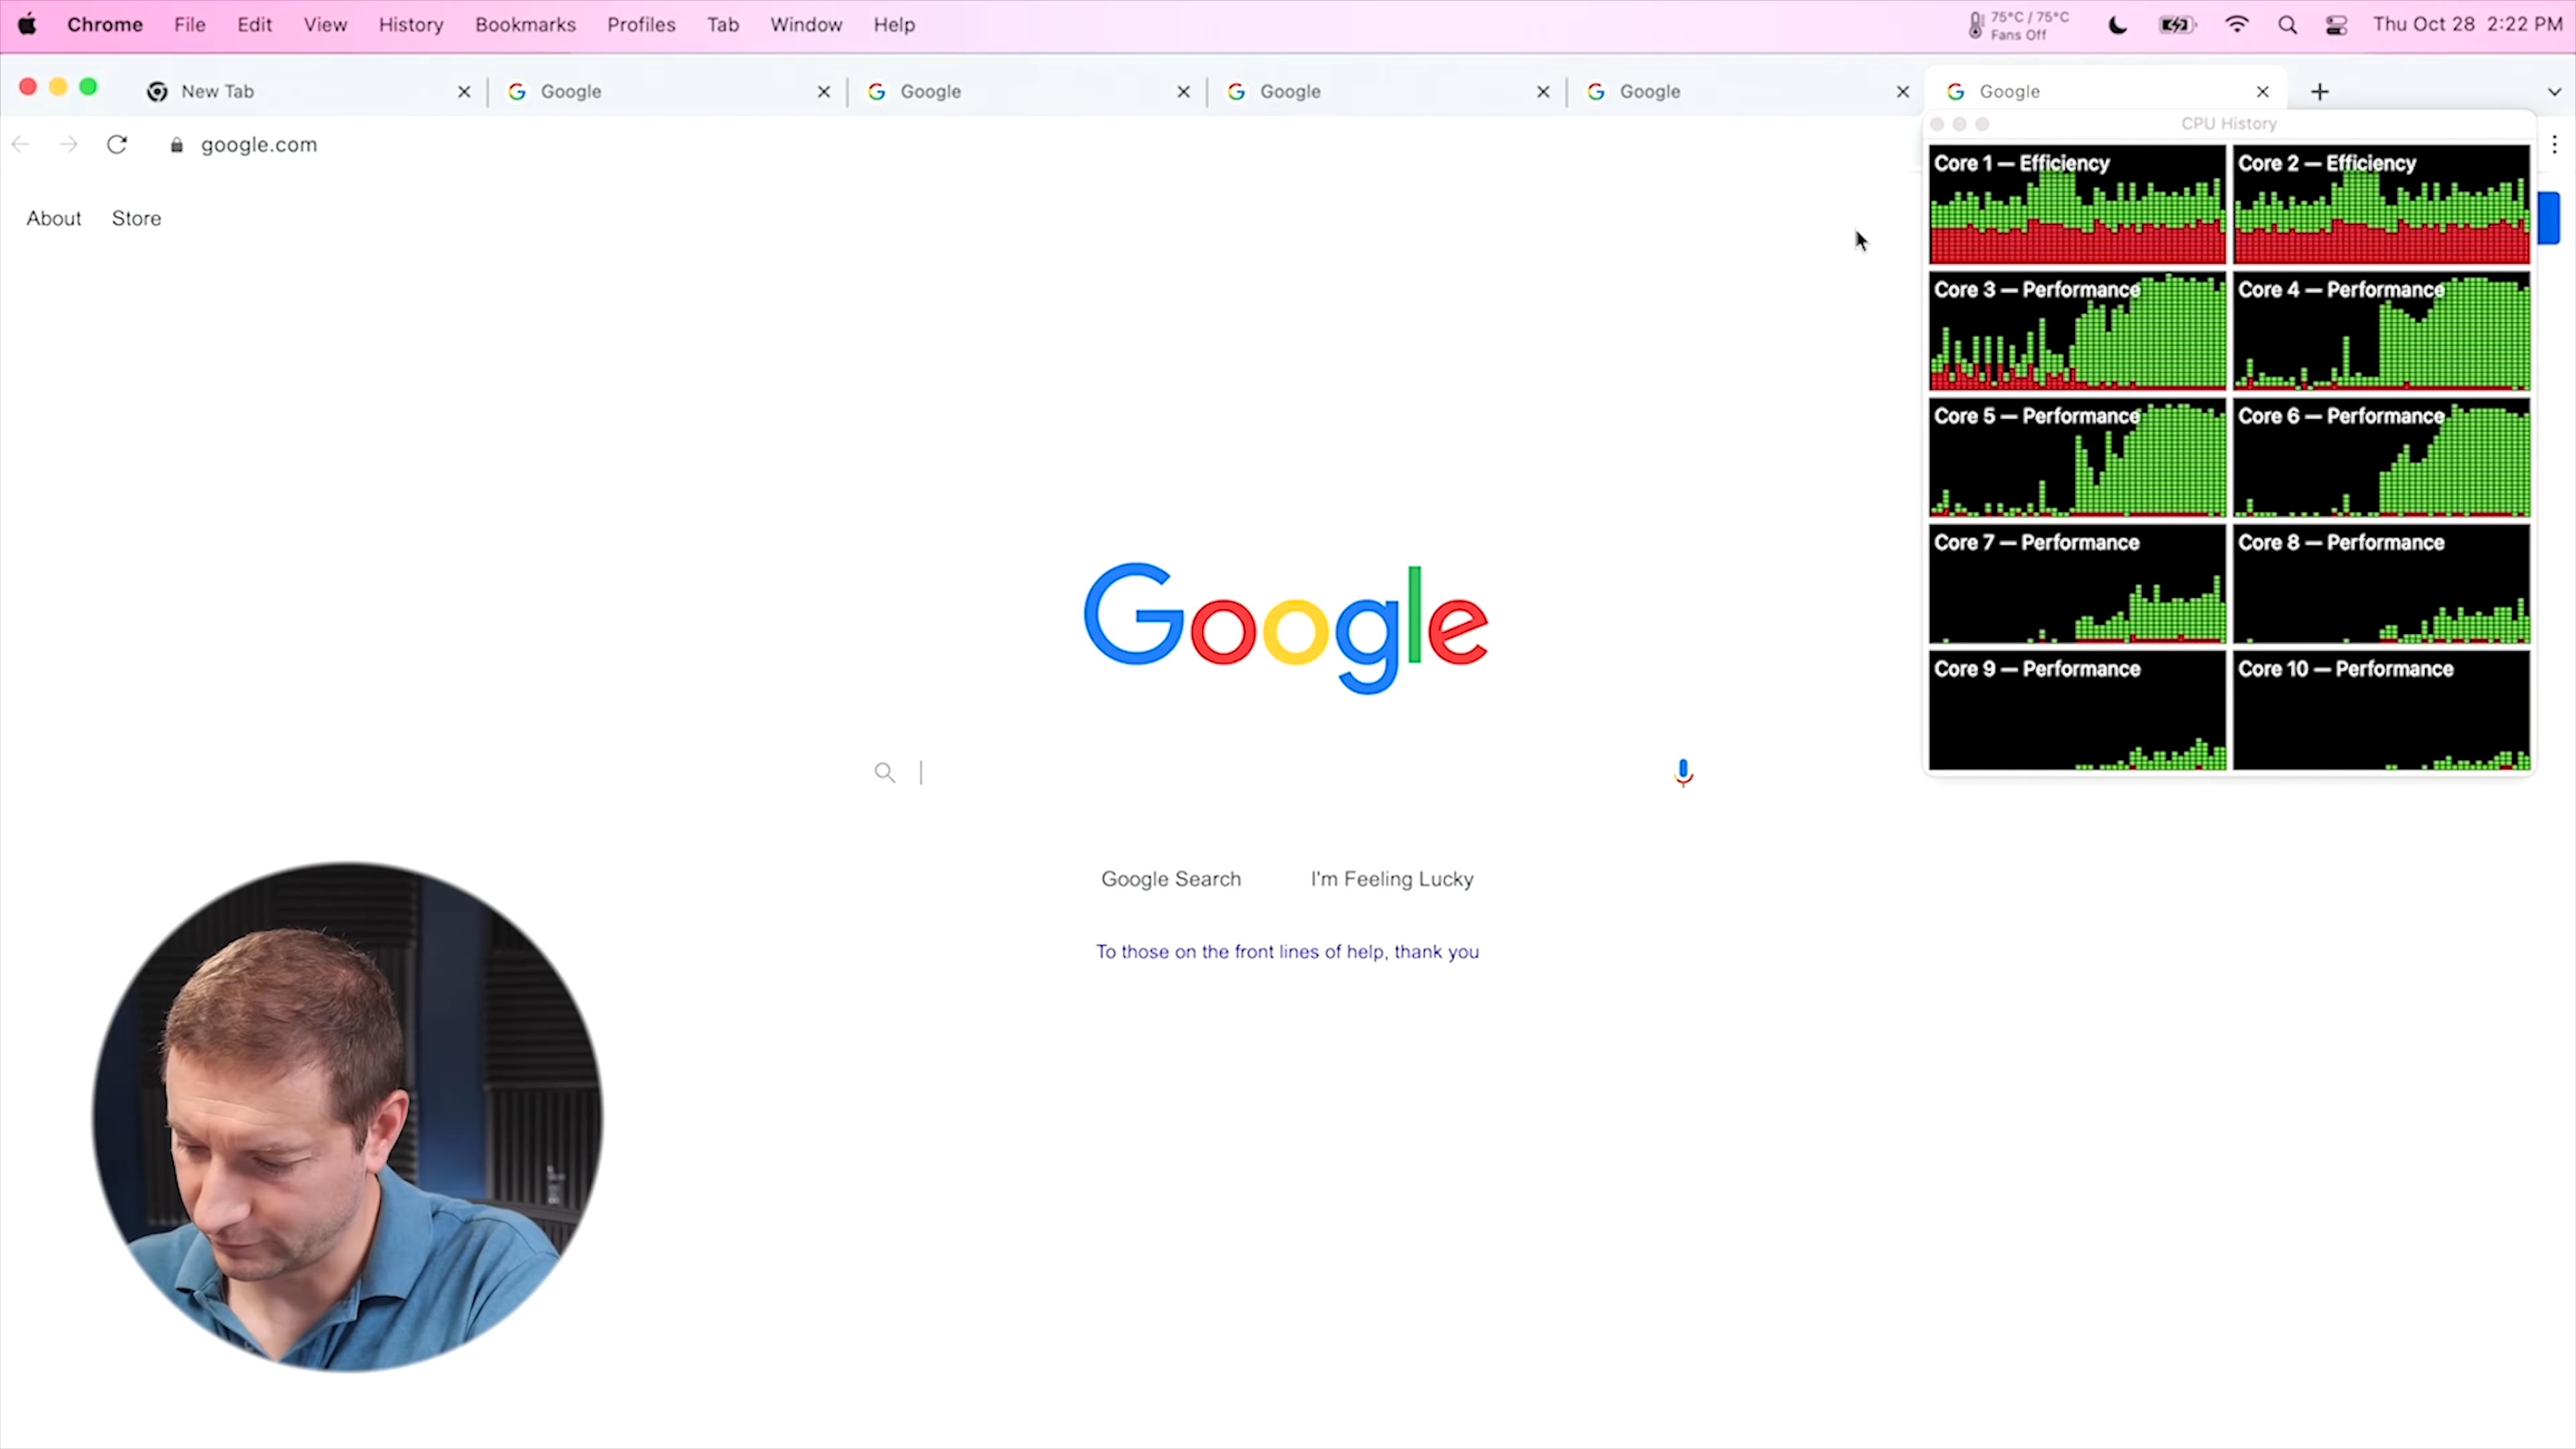 Chrome File Edit View History Bookmarks Profiles Tab Window Help
75°C / 75°C
Fans Off
Thu Oct 28 2:22 PM
New Tab
Google
Google
Google
Google
Google
google.com
CPU History
About Store
Core 1 — Efficiency
Core 2 — Efficiency
Core 3 — Performance
Core 4 — Performance
Core 5 — Performance
Core 6 — Performance
Core 7 — Performance
Core 8 — Performance
Core 9 — Performance
Core 10 — Performance
Google
Google Search
I'm Feeling Lucky
To those on the front lines of help, thank you